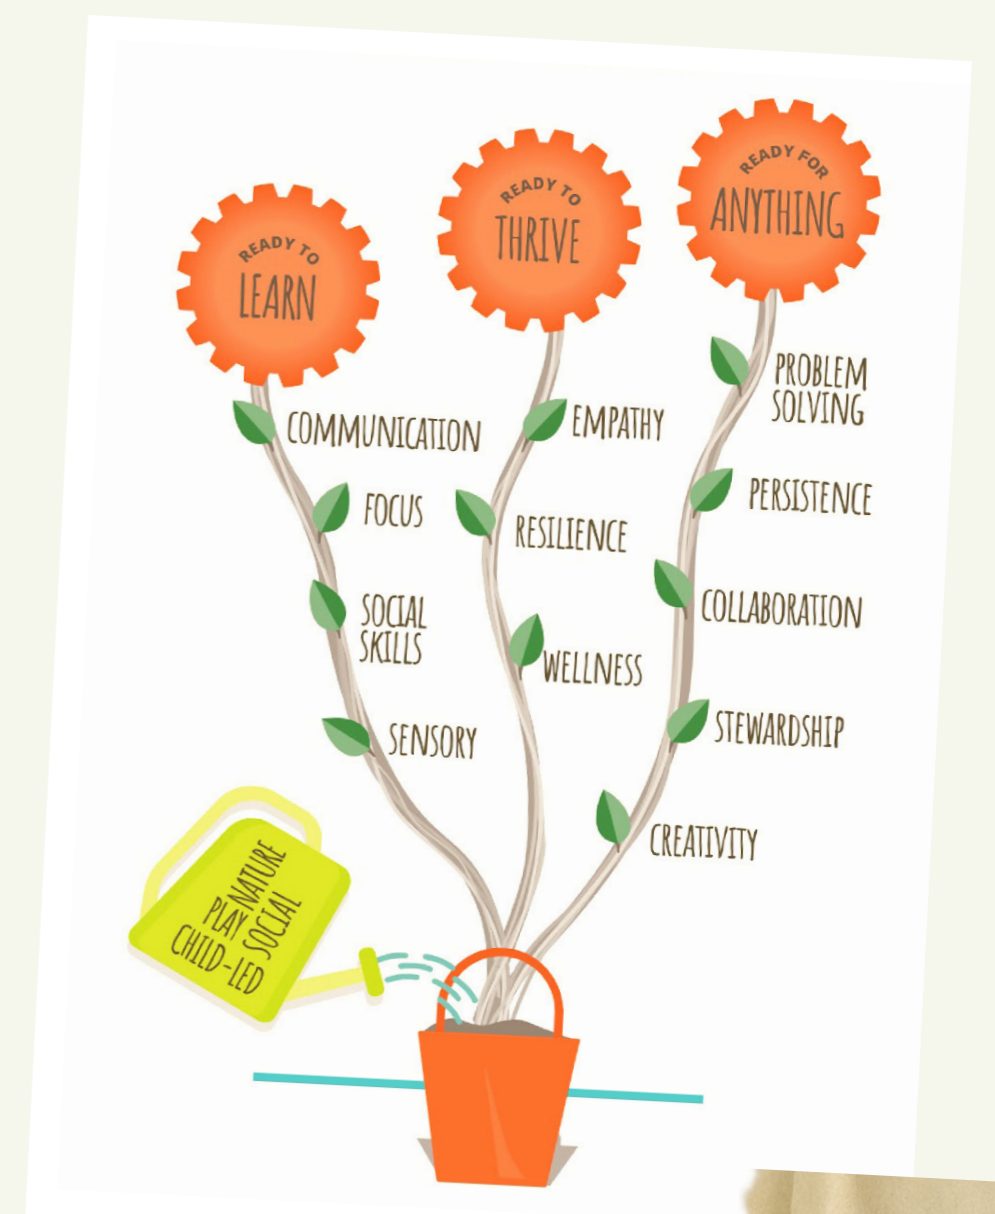 READY TO
LEARN
COMMUNICATION
FOCUS
SOCIAL
SKILLS
SENSORY
READY TO
THRIVE
EMPATHY
RESILIENCE
WELLNESS
READY FOR
ANYTHING
PROBLEM
SOLVING
PERSISTENCE
COLLABORATION
STEWARDSHIP
CREATIVITY
NATURE
PLAY SOCIAL
CHILD-LED